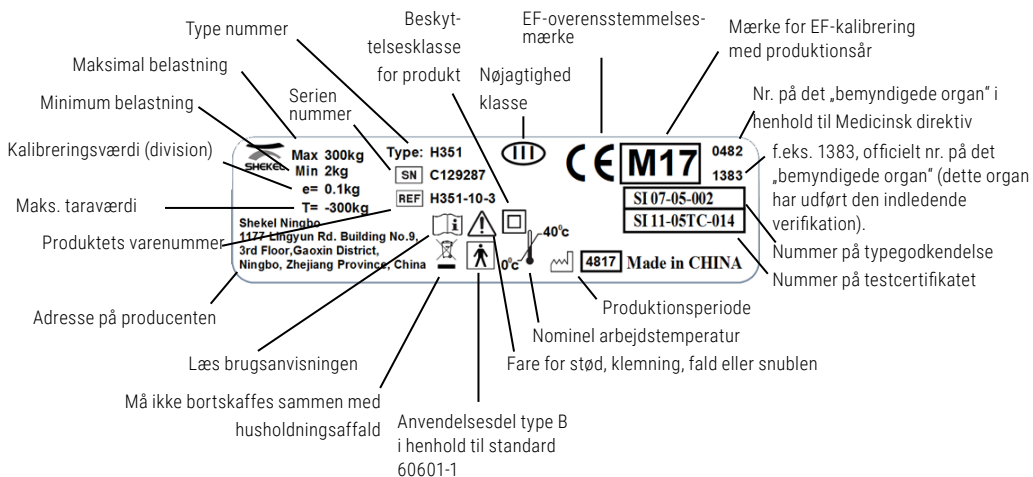 Type nummer
Beskyt-
telsesklasse
for produkt
EF-overensstemmelses-
mærke
Mærke for EF-kalibrering
med produktionsår
Maksimal belastning
Serien
nummer
Nøjagtighed
klasse
Minimum belastning
Nr. på det „bemyndigede organ“ i
henhold til Medicinsk direktiv
Kalibreringsværdi (division)
f.eks. 1383, officielt nr. på det
„bemyndigede organ“ (dette organ
har udført den indledende
verifikation).
Maks. taraværdi
Produktets varenummer
SHEKEL
Max 300kg
Min 2kg
e= 0.1kg
T= -300kg
Shekel Ningbo
1177 Lingyun Rd. Building No.9,
3rd Floor,Gaoxin District,
Ningbo, Zhejiang Province, China
Type: H351
SN C129287
REF H351-10-3
III
CE M17
0482
1383
SI 07-05-002
SI 11-05TC-014
40°c
0°c
4817 Made in CHINA
Nummer på typegodkendelse
Nummer på testcertifikatet
Adresse på producenten
Produktionsperiode
Nominel arbejdstemperatur
Læs brugsanvisningen
Fare for stød, klemning, fald eller snublen
Må ikke bortskaffes sammen med
husholdningsaffald
Anvendelsesdel type B
i henhold til standard
60601-1